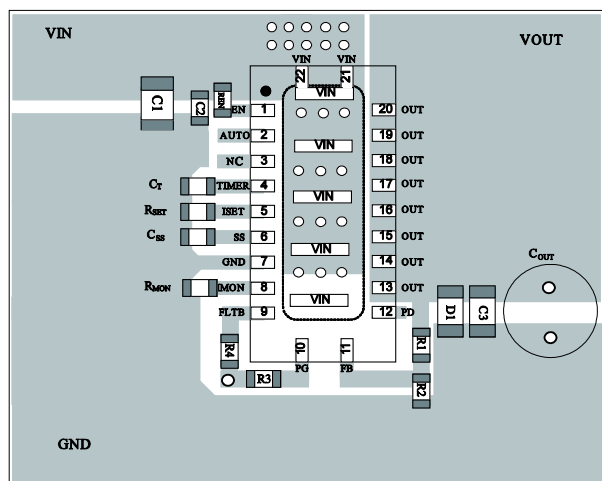 VIN
VOUT
VIN
VIN
22
21
VIN
C1
C2
REN
EN
1
20
OUT
AUTO
2
19
OUT
VIN
NC
3
18
OUT
CT
TIMER
4
17
OUT
VIN
RSET
ISET
5
16
OUT
CSS
SS
6
15
OUT
VIN
GND
7
14
OUT
COUT
RMON
IMON
8
13
OUT
VIN
FLTB
9
12
PD
D1
C3
R4
10
11
R1
R3
PG
FB
R2
GND